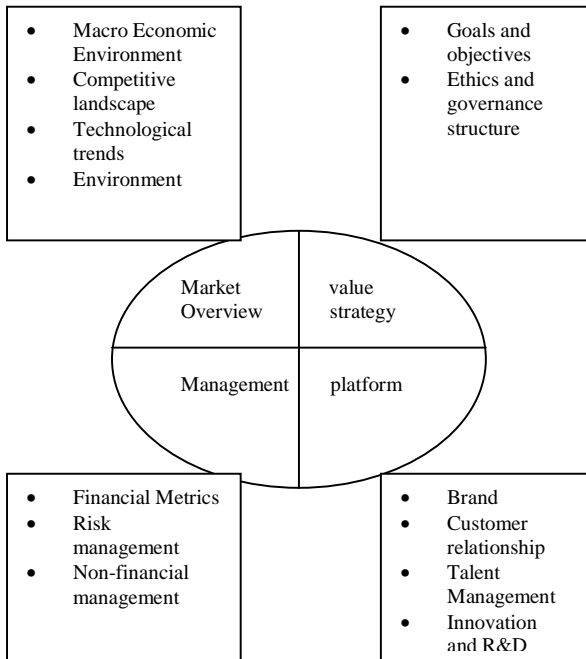 • Macro Economic
Environment
• Competitive
landscape
• Technological
trends
• Environment
• Goals and
objectives
• Ethics and
governance
structure
Market
Overview
value
strategy
Management
platform
• Financial Metrics
• Risk
management
• Non-financial
management
• Brand
• Customer
relationship
• Talent
Management
• Innovation
and R&D